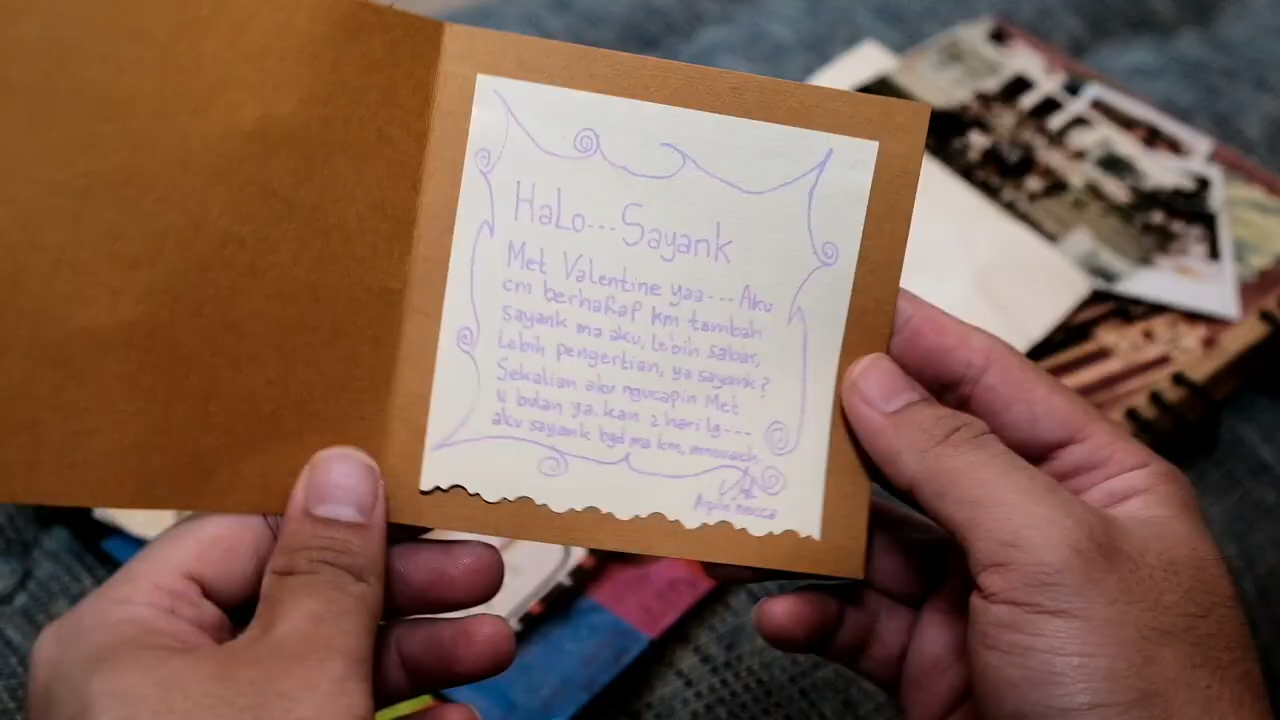 HaLo... Sayank
Met Valentine yaa... Aku
cm berhaRap km tambah
sayank ma aku, Lebih sabar,
Lebih pengertian, ya sayank?
Sekalian aku ngucapin Met
4 bulan ya, kan 2 hari lg...
aku sayank bgd ma km, mmuach